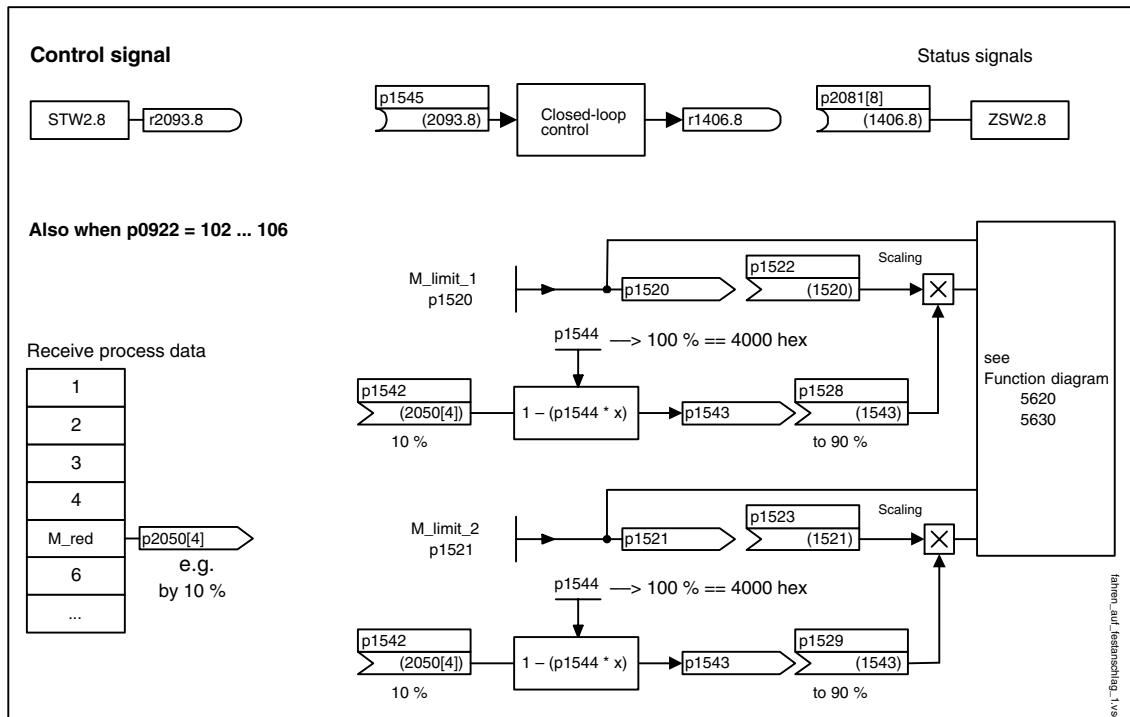 Control signal
Status signals
STW2.8
r2093.8
p1545
(2093.8)
Closed-loop
control
r1406.8
p2081[8]
(1406.8)
ZSW2.8
Also when p0922 = 102 ... 106
M_limit_1
p1520
p1520
p1522
(1520)
Scaling
p1544
—> 100 % == 4000 hex
p1542
(2050[4])
10 %
1 – (p1544 * x)
p1543
p1528
(1543)
to 90 %
see
Function diagram
5620
5630
Receive process data
1
2
3
4
M_red
6
...
p2050[4]
e.g.
by 10 %
M_limit_2
p1521
p1521
p1523
(1521)
Scaling
p1544
—> 100 % == 4000 hex
p1542
(2050[4])
10 %
1 – (p1544 * x)
p1543
p1529
(1543)
to 90 %
fahren_auf_festanschlag_1.vs